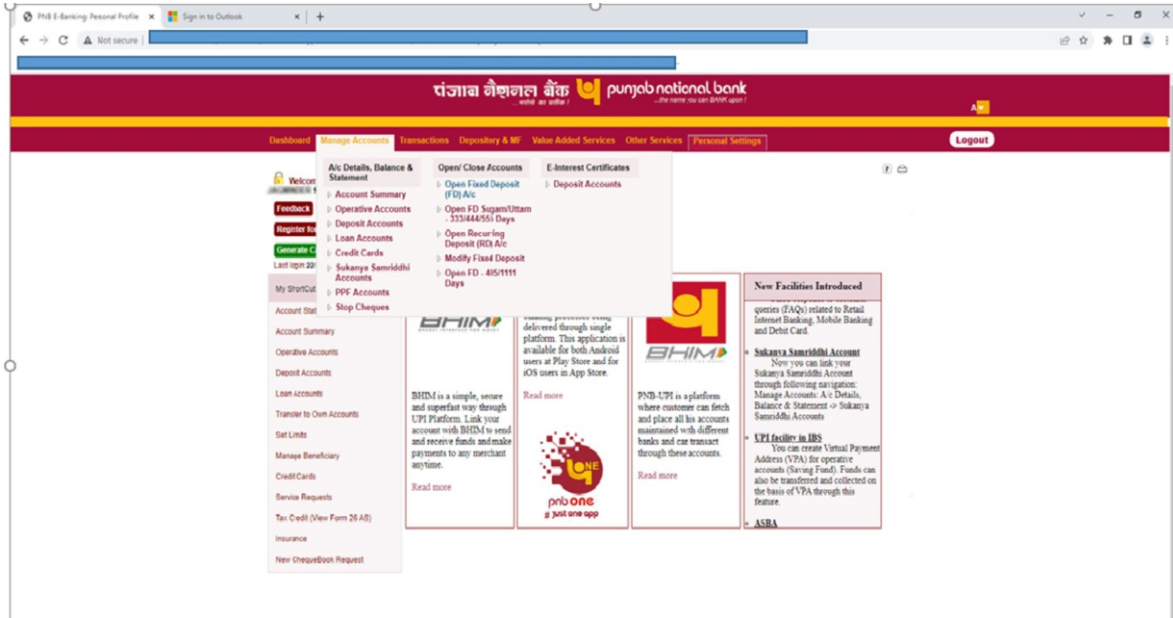 PNB E-Banking: Pesonal Profile
Sign in to Outlook
Not secure
पंजाब नैशनल बैंक
...भरोसे का प्रतीक !
punjab national bank
...the name you can BANK upon !
Dashboard Manage Accounts Transactions Depository & MF Value Added Services Other Services Personal Settings
Logout
Welcom
Feedback
Register for
Generate C
Last login
A/c Details, Balance &
Statement
Account Summary
Operative Accounts
Deposit Accounts
Loan Accounts
Credit Cards
Sukanya Samriddhi
Accounts
PPF Accounts
Stop Cheques
Open/ Close Accounts
Open Fixed Deposit
(FD) A/c
Open FD Sugam/Uttam
- 333/444/555 Days
Open Recuring
Deposit (RD) A/c
Modify Fixed Deposit
Open FD - 405/1111
Days
E-Interest Certificates
Deposit Accounts
My ShortCut
Account Stat
Account Summary
Operative Accounts
Deposit Accounts
Loan Accounts
Transfer to Own Accounts
Set Limits
Manage Beneficiary
Credit Cards
Service Requests
Tax Credit (View Form 26 AS)
Insurance
New ChequeBook Request
BHIM
BHIM is a simple, secure
and superfast way through
UPI Platform. Link your
account with BHIM to send
and receive funds and make
payments to any merchant
anytime.
Read more
delivered through single
platform. This application is
available for both Android
users at Play Store and for
iOS users in App Store.
Read more
ONE
pnb one
# just one app
BHIM
PNB-UPI is a platform
where customer can fetch
and place all his accounts
maintained with different
banks and can transact
through these accounts.
Read more
New Facilities Introduced
queries (FAQs) related to Retail
Internet Banking, Mobile Banking
and Debit Card.
Sukanya Samriddhi Account
Now you can link your
Sukanya Samriddhi Account
through following navigation:
Manage Accounts: A/c Details,
Balance & Statement -> Sukanya
Samriddhi Accounts
UPI facility in IBS
You can create Virtual Payment
Address (VPA) for operative
accounts (Saving Fund). Funds can
also be transferred and collected on
the basis of VPA through this
feature.
ASBA